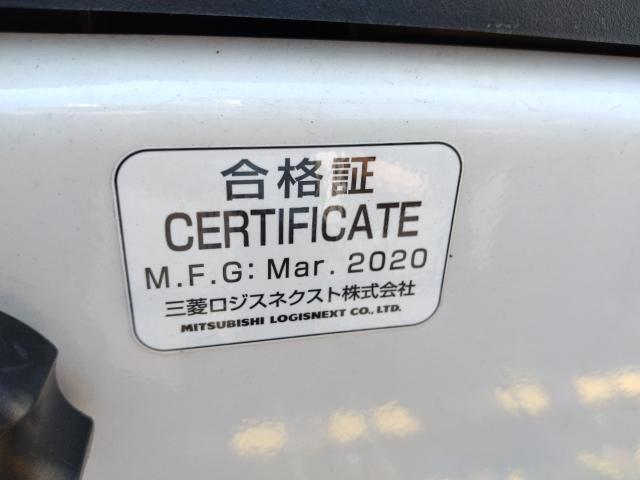 合格証
CERTIFICATE
M.F.G: Mar. 2020
三菱ロジスネクスト株式会社
MITSUBISHI LOGISNEXT CO., LTD.